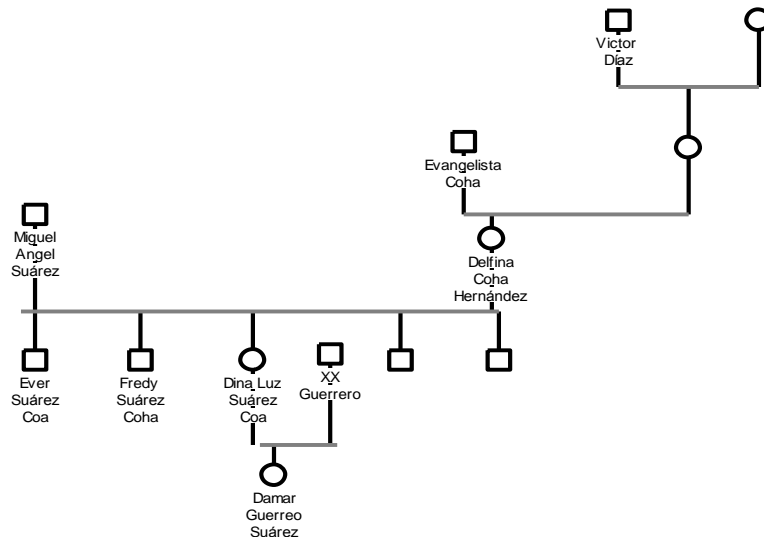 Victor
Díaz
Evangelista
Coha
Miguel
Angel
Suárez
Delfina
Coha
Hernández
Ever
Suárez
Coa
Fredy
Suárez
Coha
Dina Luz
Suárez
Coa
XX
Guerrero
Damar
Guerreo
Suárez